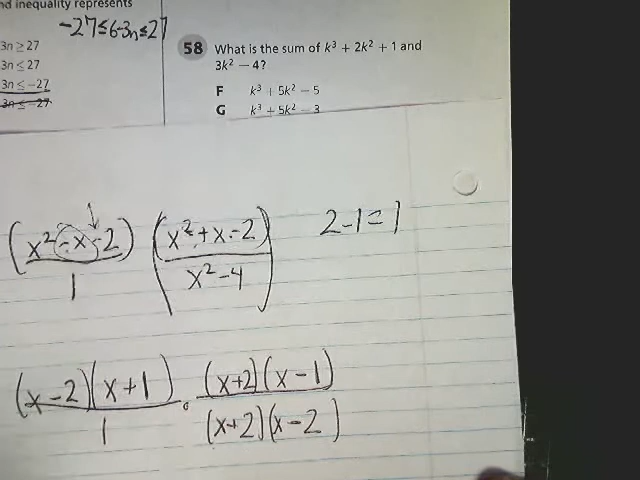 nd inequality represents
-27≤6-3n≤27
3n ≥ 27
3n ≤ 27
3n ≤ -27
3n ≤ -27
58 What is the sum of k³ + 2k² + 1 and
3k² − 4?
F k³ + 5k² − 5
G k³ + 5k² − 3
(x²-x-2)/1 (x²+x-2)/(x²-4) 2-1=1
(x-2)(x+1)/1 · (x+2)(x-1)/(x+2)(x-2)